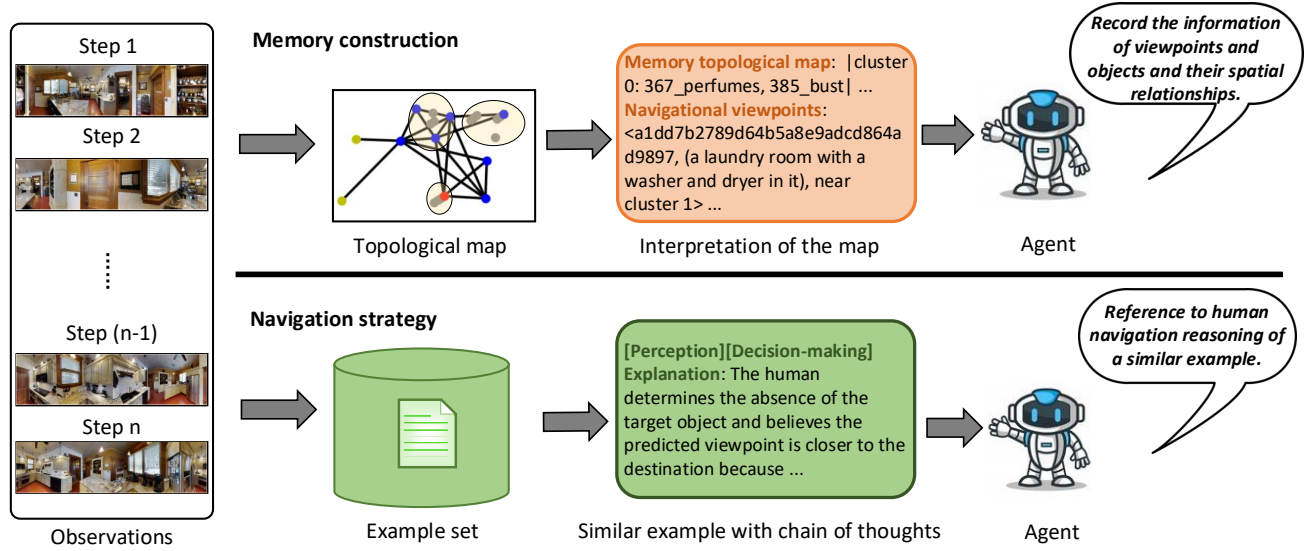 Step 1
Step 2
Step (n-1)
Step n
Observations
Memory construction
Topological map
Memory topological map: |cluster
0: 367_perfumes, 385_bust| ...
Navigational viewpoints:
<a1dd7b2789d64b5a8e9adcd864a
d9897, (a laundry room with a
washer and dryer in it), near
cluster 1> ...
Interpretation of the map
Agent
Record the information
of viewpoints and
objects and their spatial
relationships.
Navigation strategy
Example set
[Perception][Decision-making]
Explanation: The human
determines the absence of the
target object and believes the
predicted viewpoint is closer to the
destination because ...
Similar example with chain of thoughts
Agent
Reference to human
navigation reasoning of
a similar example.